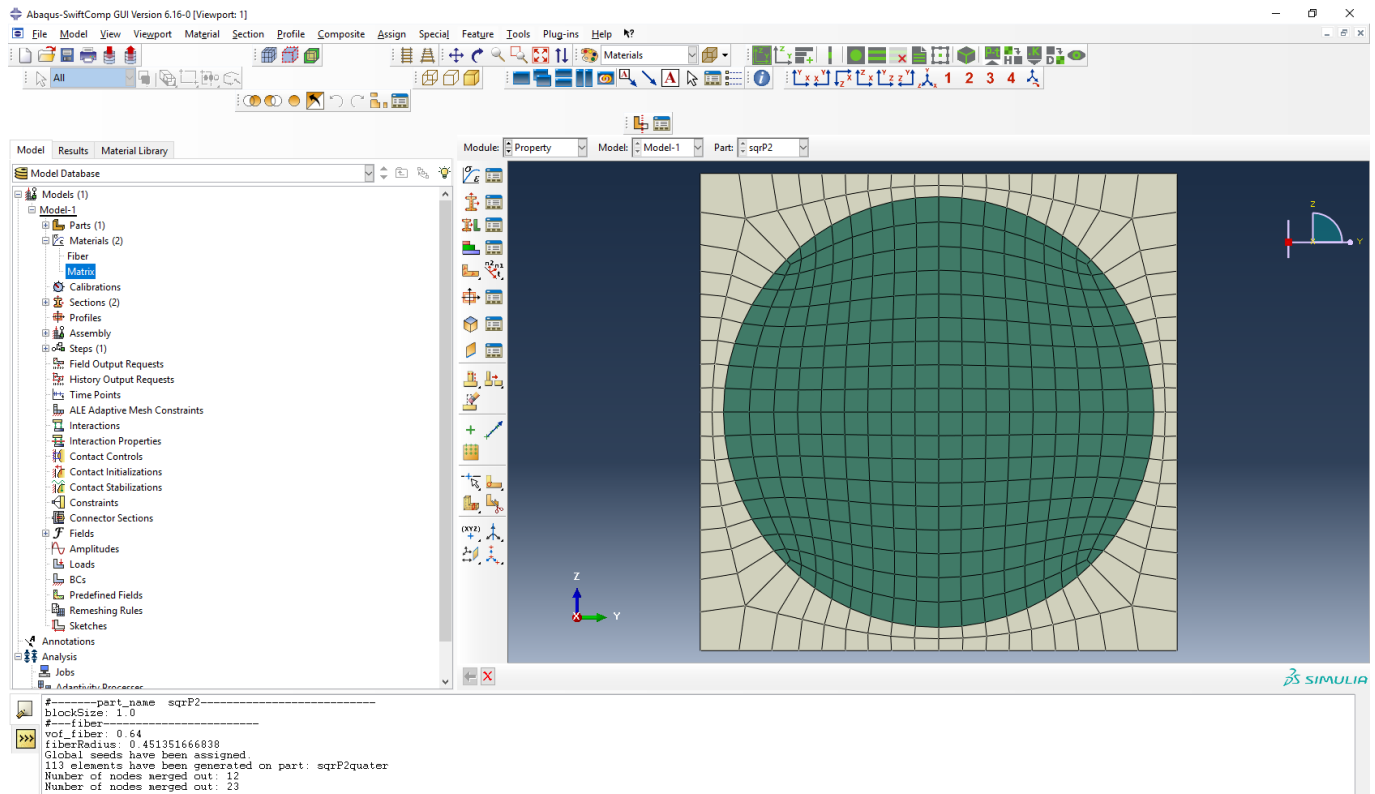 Abaqus-SwiftComp GUI Version 6.16-0 [Viewport: 1]
File Model View Viewport Material Section Profile Composite Assign Special Feature Tools Plug-ins Help
Materials
All
1 2 3 4
Model Results Material Library
Module: Property Model: Model-1 Part: sqrP2
Model Database
Models (1)
Model-1
Parts (1)
Materials (2)
Fiber
Matrix
Calibrations
Sections (2)
Profiles
Assembly
Steps (1)
Field Output Requests
History Output Requests
Time Points
ALE Adaptive Mesh Constraints
Interactions
Interaction Properties
Contact Controls
Contact Initializations
Contact Stabilizations
Constraints
Connector Sections
Fields
Amplitudes
Loads
BCs
Predefined Fields
Remeshing Rules
Sketches
Annotations
Analysis
Jobs
Adaptivity Processes
(XYZ)
Z
Y
X
Z
Y
X
SIMULIA
#-------part_name sqrP2---------------------------
blockSize: 1.0
#---fiber------------------------
vof_fiber: 0.64
fiberRadius: 0.451351666838
Global seeds have been assigned.
113 elements have been generated on part: sqrP2quater
Number of nodes merged out: 12
Number of nodes merged out: 23